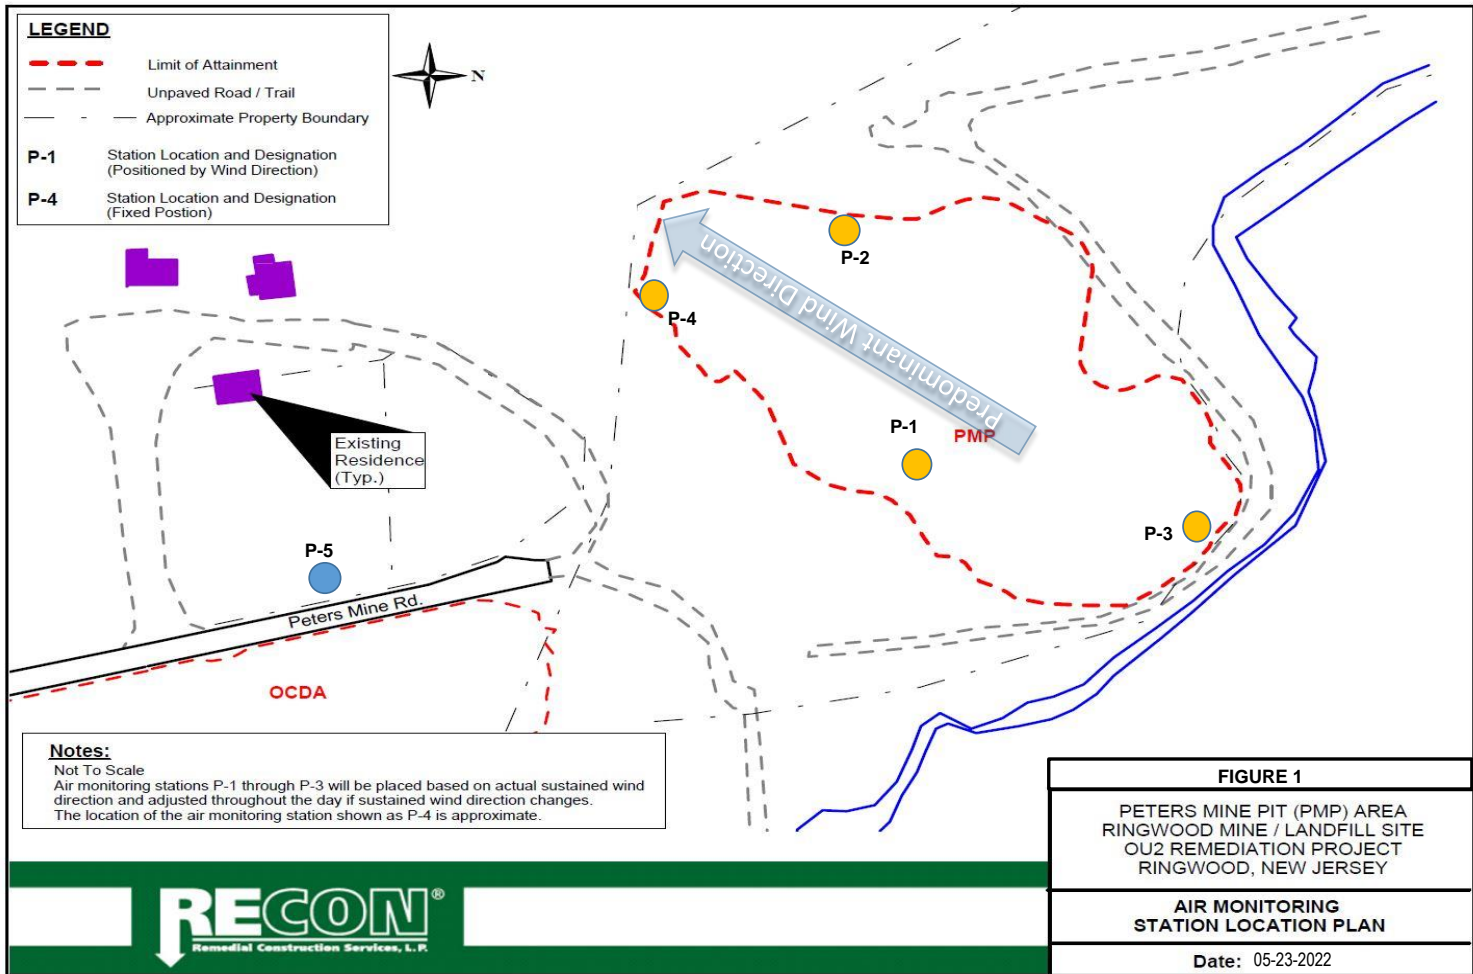 LEGEND
Limit of Attainment
Unpaved Road / Trail
Approximate Property Boundary
P-1 Station Location and Designation
(Positioned by Wind Direction)
P-4 Station Location and Designation
(Fixed Postion)
N
P-2
P-4
Predominant Wind Direction
P-1
PMP
P-3
Existing
Residence
(Typ.)
P-5
Peters Mine Rd.
OCDA
Notes:
Not To Scale
Air monitoring stations P-1 through P-3 will be placed based on actual sustained wind
direction and adjusted throughout the day if sustained wind direction changes.
The location of the air monitoring station shown as P-4 is approximate.
RECON®
Remedial Construction Services, L.P.
FIGURE 1
PETERS MINE PIT (PMP) AREA
RINGWOOD MINE / LANDFILL SITE
OU2 REMEDIATION PROJECT
RINGWOOD, NEW JERSEY
AIR MONITORING
STATION LOCATION PLAN
Date: 05-23-2022